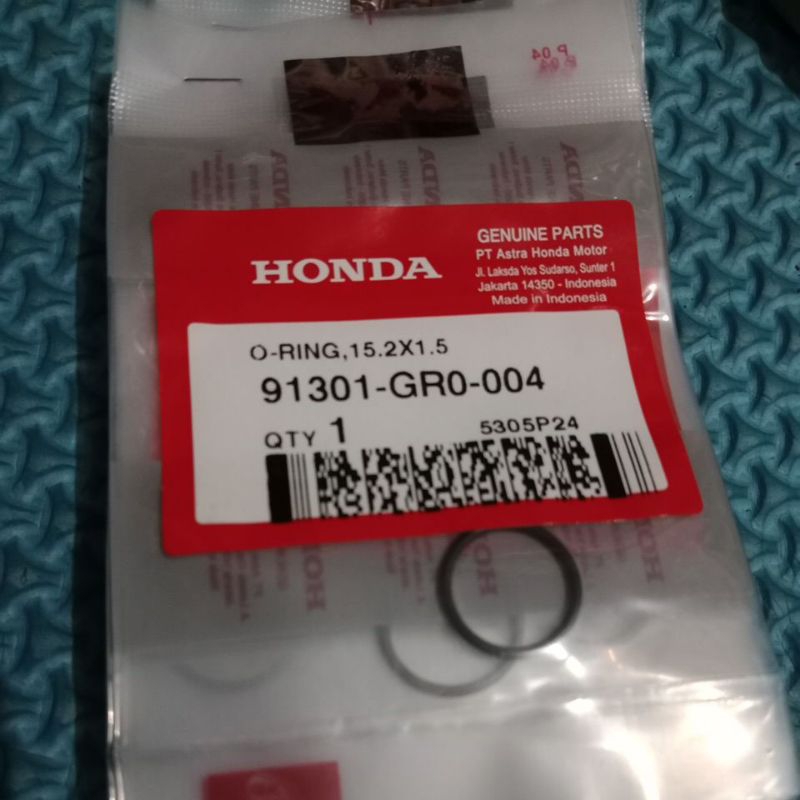 P 04
HONDA
GENUINE PARTS
PT Astra Honda Motor
Jl. Laksda Yos Sudarso, Sunter 1
Jakarta 14350 - Indonesia
Made in Indonesia
O-RING,15.2X1.5
91301-GR0-004
QTY 1
5305P24